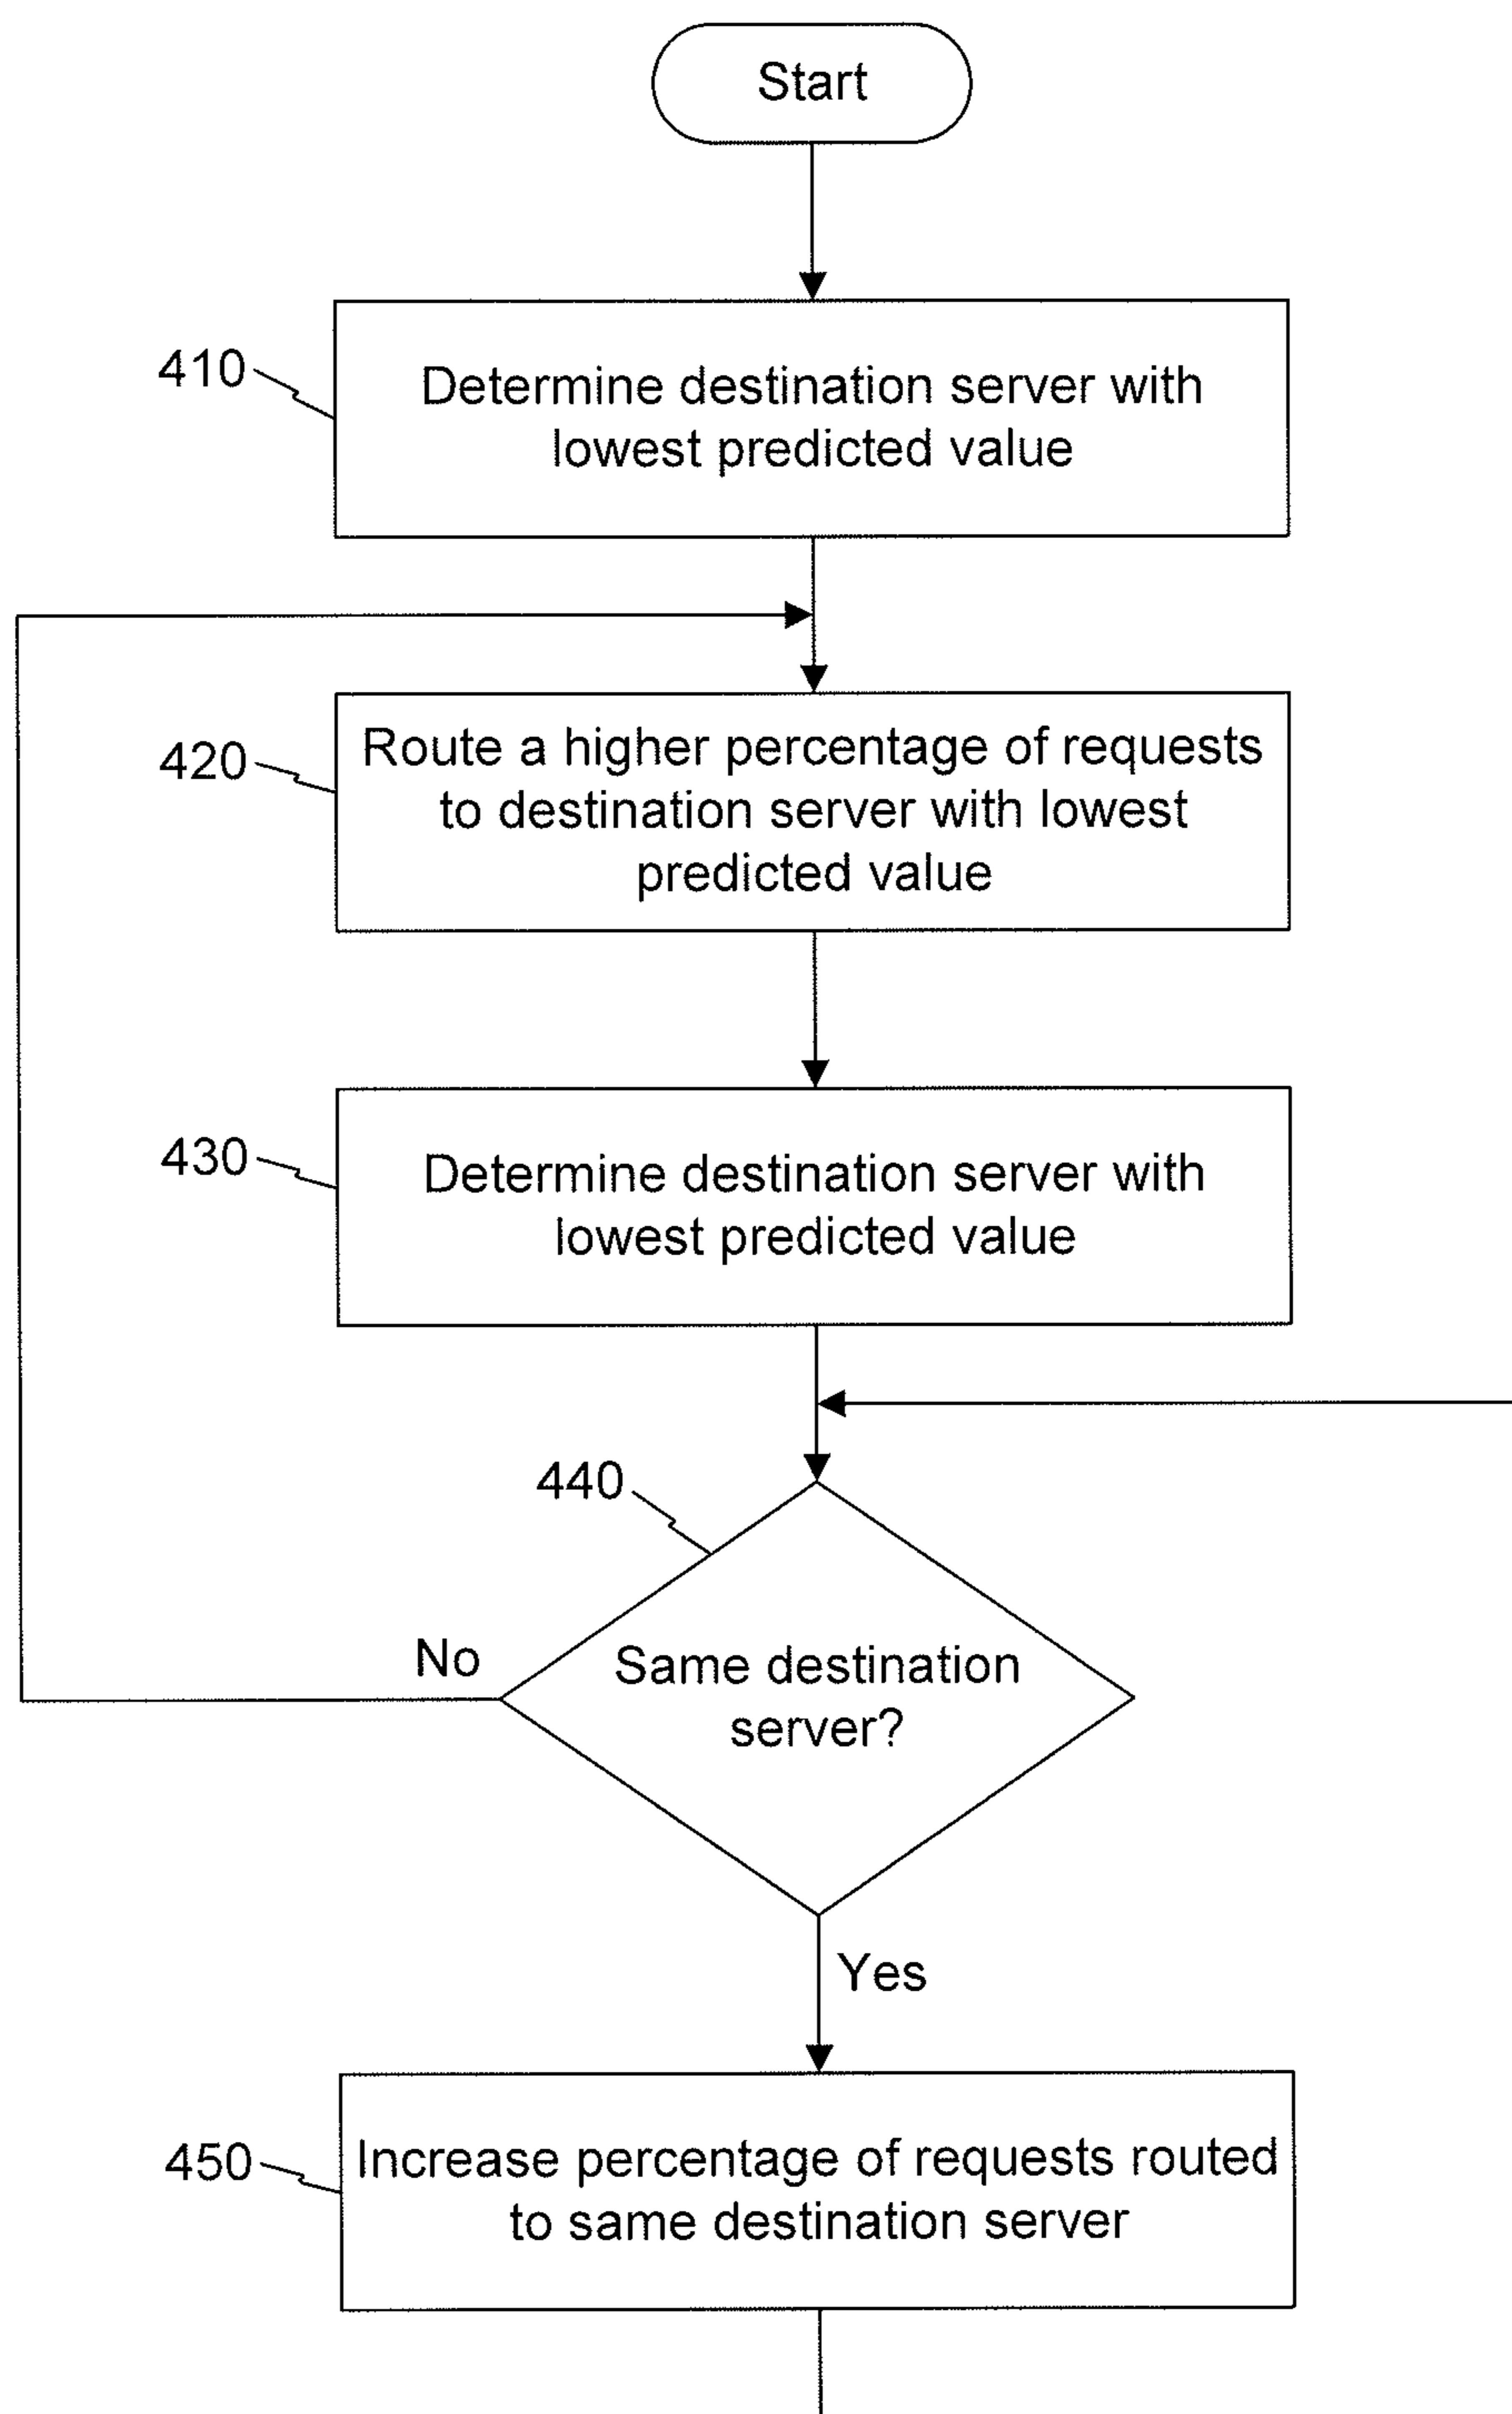 Start
410
Determine destination server with
lowest predicted value
420
Route a higher percentage of requests
to destination server with lowest
predicted value
430
Determine destination server with
lowest predicted value
440
No
Same destination
server?
Yes
450
Increase percentage of requests routed
to same destination server